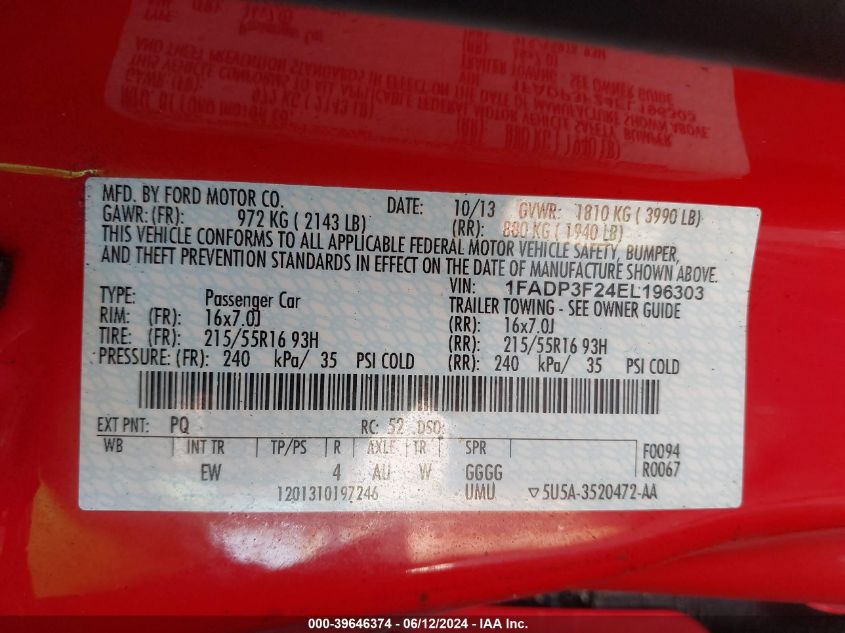 MFD. BY FORD MOTOR CO. DATE: 10/13 GVWR: 1810 KG ( 3990 LB)
GAWR: (FR): 972 KG ( 2143 LB) (RR): 880 KG ( 1940 LB)
THIS VEHICLE CONFORMS TO ALL APPLICABLE FEDERAL MOTOR VEHICLE SAFETY, BUMPER,
AND THEFT PREVENTION STANDARDS IN EFFECT ON THE DATE OF MANUFACTURE SHOWN ABOVE.
VIN: 1FADP3F24EL196303
TYPE: Passenger Car TRAILER TOWING - SEE OWNER GUIDE
RIM: (FR): 16x7.0J (RR): 16x7.0J
TIRE: (FR): 215/55R16 93H (RR): 215/55R16 93H
PRESSURE: (FR): 240 kPa/ 35 PSI COLD (RR): 240 kPa/ 35 PSI COLD
EXT PNT: PQ RC: 52 DSO:
WB INT TR TP/PS R AXLE TR SPR F0094
EW 4 AU W GGGG R0067
1201310197246 UMU ▽5U5A-3520472-AA
000-39646374 - 06/12/2024 - IAA Inc.